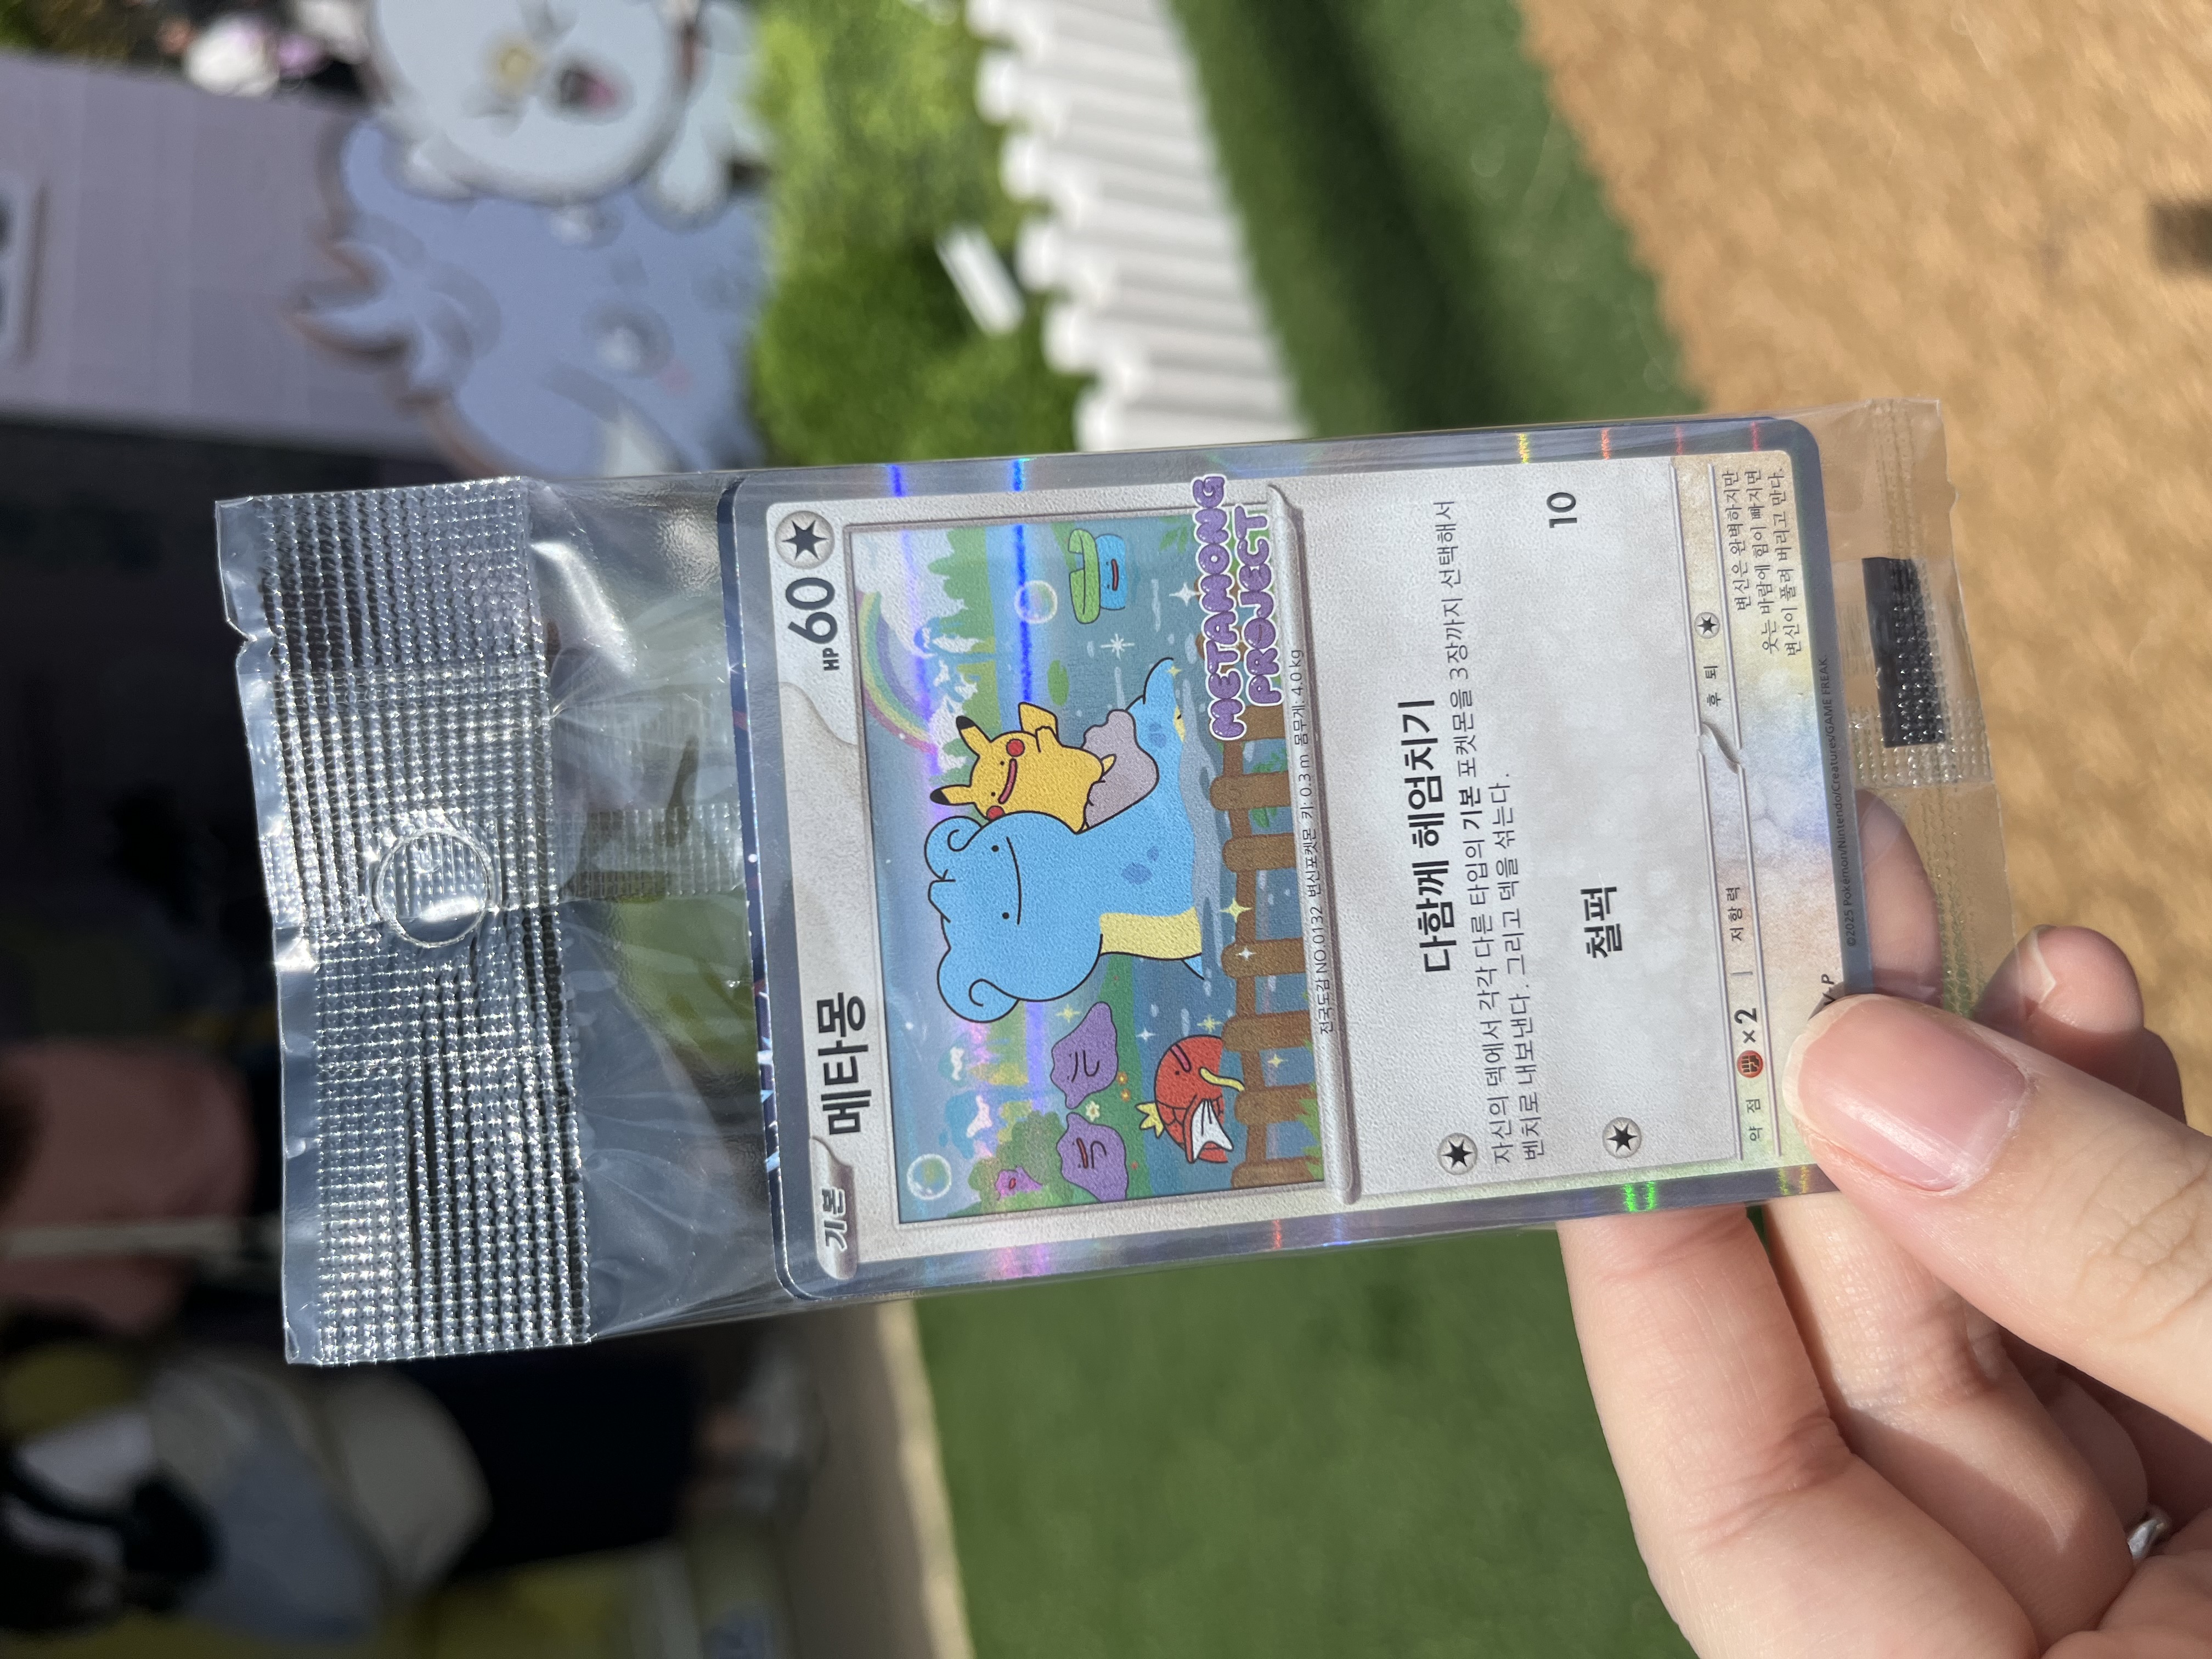 기본
메타몽
HP 60
METAMONG
PROJECT
전국도감 NO.0132 변신포켓몬 키: 0.3 m 몸무게: 4.0 kg
다함께 헤엄치기
자신의 덱에서 각각 다른 타입의 기본 포켓몬을 3장까지 선택해서
벤치로 내보낸다. 그리고 덱을 섞는다.
철퍽 10
약점 ×2 저항력 후퇴
변신은 완벽하지만
웃는 바람에 힘이 빠지면
변신이 풀려 버리고 만다.
©2025 Pokémon/Nintendo/Creatures/GAME FREAK